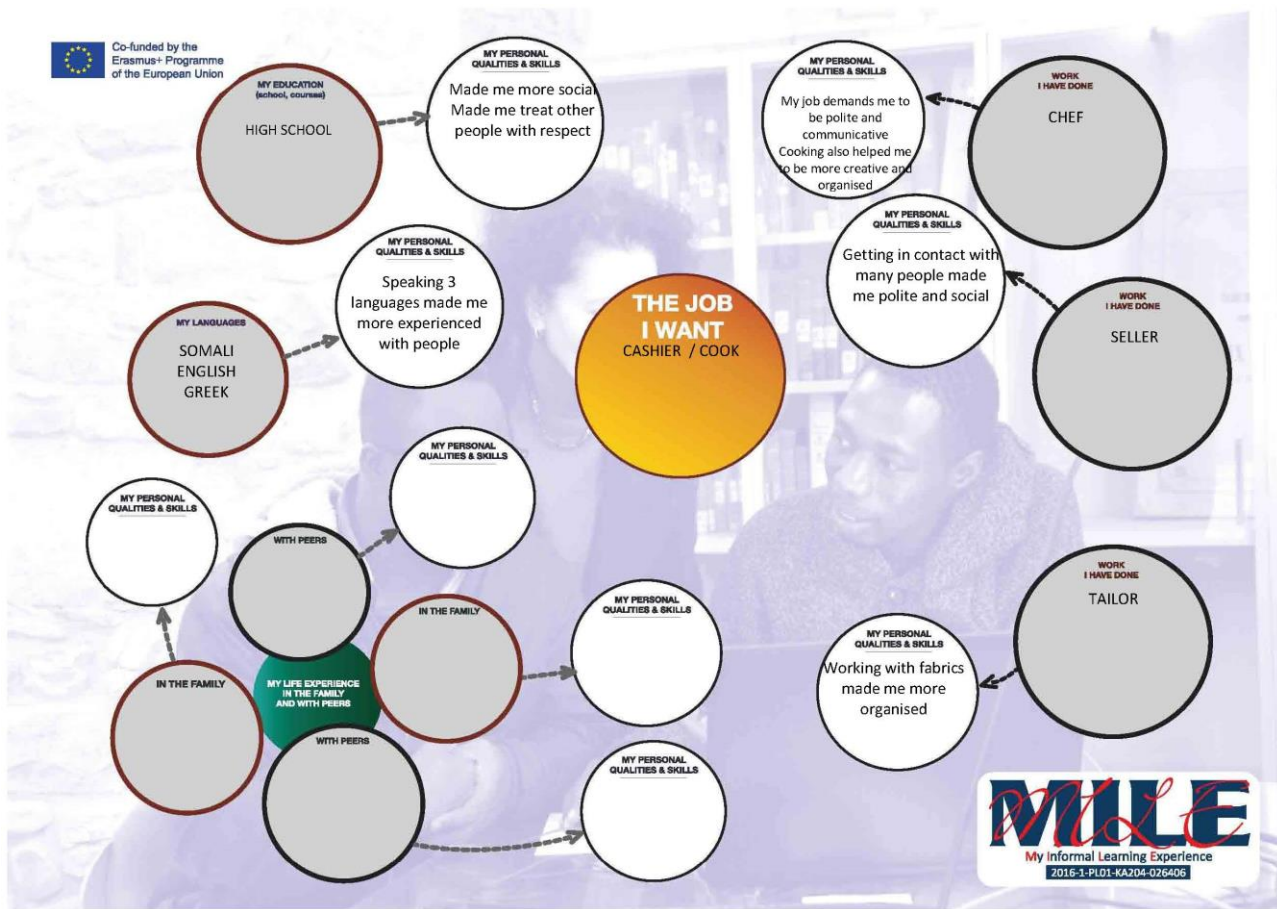 Co-funded by the
Erasmus+ Programme
of the European Union
MY EDUCATION
(school, courses)
HIGH SCHOOL
MY PERSONAL
QUALITIES & SKILLS
Made me more social
Made me treat other
people with respect
MY PERSONAL
QUALITIES & SKILLS
My job demands me to
be polite and
communicative
Cooking also helped me
to be more creative and
organised
WORK
I HAVE DONE
CHEF
MY LANGUAGES
SOMALI
ENGLISH
GREEK
MY PERSONAL
QUALITIES & SKILLS
Speaking 3
languages made me
more experienced
with people
THE JOB
I WANT
CASHIER / COOK
MY PERSONAL
QUALITIES & SKILLS
Getting in contact with
many people made
me polite and social
WORK
I HAVE DONE
SELLER
MY PERSONAL
QUALITIES & SKILLS
MY PERSONAL
QUALITIES & SKILLS
WITH PEERS
IN THE FAMILY
MY PERSONAL
QUALITIES & SKILLS
IN THE FAMILY
MY LIFE EXPERIENCE
IN THE FAMILY
AND WITH PEERS
WITH PEERS
MY PERSONAL
QUALITIES & SKILLS
MY PERSONAL
QUALITIES & SKILLS
Working with fabrics
made me more
organised
WORK
I HAVE DONE
TAILOR
MILE
MILE
My Informal Learning Experience
2016-1-PL01-KA204-026406